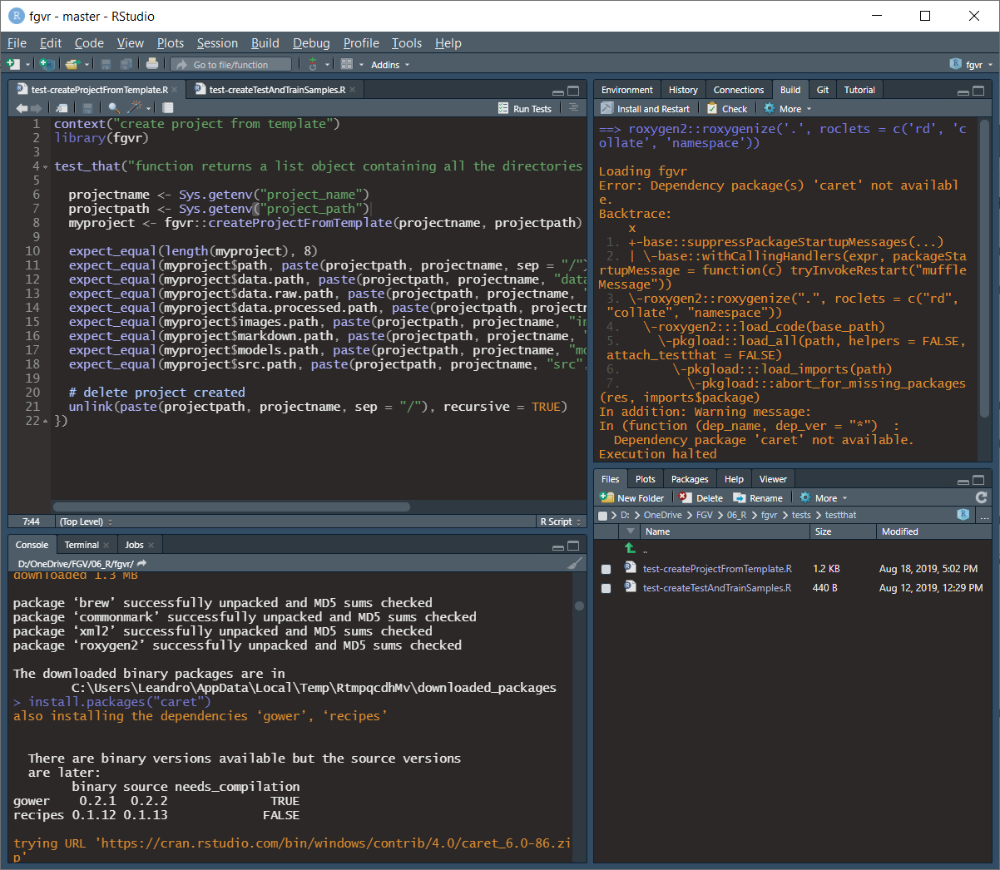 fgvr - master - RStudio
File Edit Code View Plots Session Build Debug Profile Tools Help
Go to file/function Addins fgvr
test-createProjectFromTemplate.R test-createTestAndTrainSamples.R
Run Tests
1 context("create project from template")
2 library(fgvr)
3
4 test_that("function returns a list object containing all the directories
5
6 projectname <- Sys.getenv("project_name")
7 projectpath <- Sys.getenv("project_path")
8 myproject <- fgvr::createProjectFromTemplate(projectname, projectpath)
9
10 expect_equal(length(myproject), 8)
11 expect_equal(myproject$path, paste(projectpath, projectname, sep = "/")
12 expect_equal(myproject$data.path, paste(projectpath, projectname, "data
13 expect_equal(myproject$data.raw.path, paste(projectpath, projectname, "
14 expect_equal(myproject$data.processed.path, paste(projectpath, projectn
15 expect_equal(myproject$images.path, paste(projectpath, projectname, "im
16 expect_equal(myproject$markdown.path, paste(projectpath, projectname, "
17 expect_equal(myproject$models.path, paste(projectpath, projectname, "mo
18 expect_equal(myproject$src.path, paste(projectpath, projectname, "src",
19
20 # delete project created
21 unlink(paste(projectpath, projectname, sep = "/"), recursive = TRUE)
22 })
7:44 (Top Level) R Script
Console Terminal Jobs
D:/OneDrive/FGV/06_R/fgvr/
downloaded 1.3 MB
package ‘brew’ successfully unpacked and MD5 sums checked
package ‘commonmark’ successfully unpacked and MD5 sums checked
package ‘xml2’ successfully unpacked and MD5 sums checked
package ‘roxygen2’ successfully unpacked and MD5 sums checked
The downloaded binary packages are in
C:\Users\Leandro\AppData\Local\Temp\RtmpqcdhMv\downloaded_packages
> install.packages("caret")
also installing the dependencies ‘gower’, ‘recipes’
There are binary versions available but the source versions
are later:
binary source needs_compilation
gower 0.2.1 0.2.2 TRUE
recipes 0.1.12 0.1.13 FALSE
trying URL 'https://cran.rstudio.com/bin/windows/contrib/4.0/caret_6.0-86.zi
p'
Environment History Connections Build Git Tutorial
Install and Restart Check More
==> roxygen2::roxygenize('.', roclets = c('rd', 'c
ollate', 'namespace'))
Loading fgvr
Error: Dependency package(s) 'caret' not availabl
e.
Backtrace:
x
1. +-base::suppressPackageStartupMessages(...)
2. | \-base::withCallingHandlers(expr, packageSta
rtupMessage = function(c) tryInvokeRestart("muffle
Message"))
3. \-roxygen2::roxygenize(".", roclets = c("rd",
"collate", "namespace"))
4. \-roxygen2:::load_code(base_path)
5. \-pkgload::load_all(path, helpers = FALSE,
attach_testthat = FALSE)
6. \-pkgload:::load_imports(path)
7. \-pkgload:::abort_for_missing_packages
(res, imports$package)
In addition: Warning message:
In (function (dep_name, dep_ver = "*") :
Dependency package 'caret' not available.
Execution halted
Files Plots Packages Help Viewer
New Folder Delete Rename More
D: OneDrive FGV 06_R fgvr tests testthat ...
Name Size Modified
..
test-createProjectFromTemplate.R 1.2 KB Aug 18, 2019, 5:02 PM
test-createTestAndTrainSamples.R 440 B Aug 12, 2019, 12:29 PM